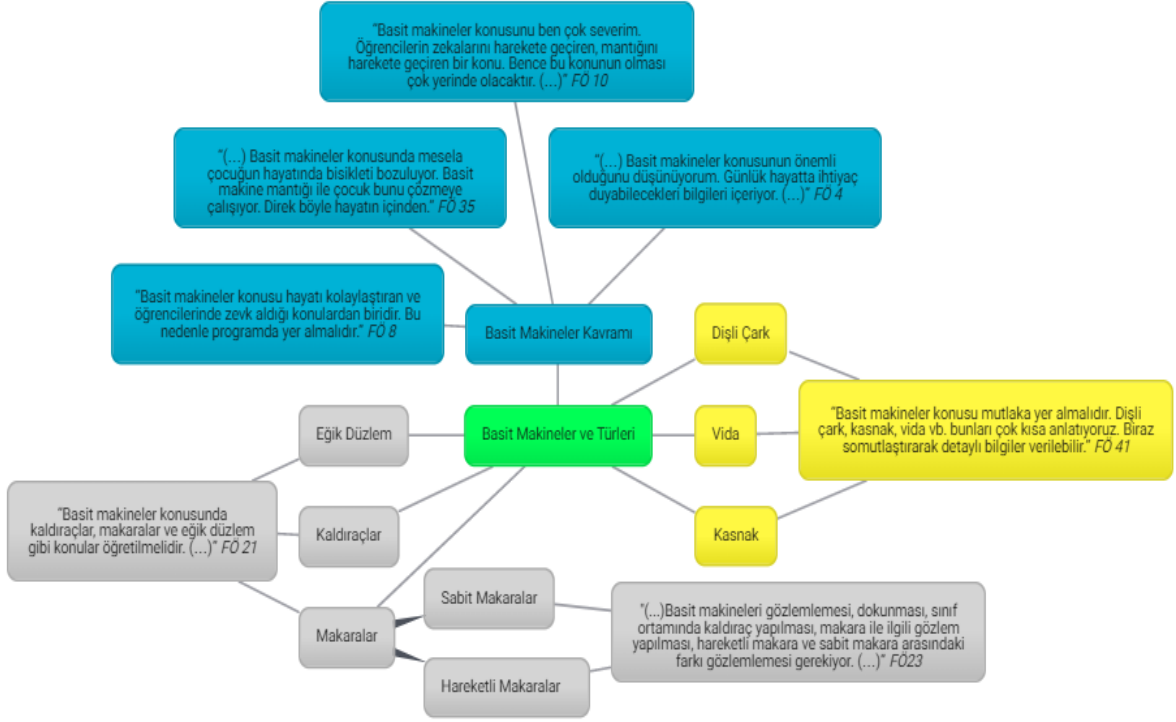 "Basit makineler konusunu ben çok severim.
Öğrencilerin zekalarını harekete geçiren, mantığını
harekete geçiren bir konu. Bence bu konunun olması
çok yerinde olacaktır. (...)" FÖ 10
"(...) Basit makineler konusunda mesela
çocuğun hayatında bisikleti bozuluyor. Basit
makine mantığı ile çocuk bunu çözmeye
çalışıyor. Direk böyle hayatın içinden." FÖ 35
"(...) Basit makineler konusunun önemli
olduğunu düşünüyorum. Günlük hayatta ihtiyaç
duyabilecekleri bilgileri içeriyor. (...)" FÖ 4
"Basit makineler konusu hayatı kolaylaştıran ve
öğrencilerinde zevk aldığı konulardan biridir. Bu
nedenle programda yer almalıdır." FÖ 8
Basit Makineler Kavramı
Dişli Çark
Eğik Düzlem
Basit Makineler ve Türleri
Vida
"Basit makineler konusu mutlaka yer almalıdır. Dişli
çark, kasnak, vida vb. bunları çok kısa anlatıyoruz. Biraz
somutlaştırarak detaylı bilgiler verilebilir." FÖ 41
"Basit makineler konusunda
kaldıraçlar, makaralar ve eğik düzlem
gibi konular öğretilmelidir. (...)" FÖ 21
Kaldıraçlar
Kasnak
Sabit Makaralar
Makaralar
Hareketli Makaralar
"(...)Basit makineleri gözlemlemesi, dokunması, sınıf
ortamında kaldıraç yapılması, makara ile ilgili gözlem
yapılması, hareketli makara ve sabit makara arasındaki
farkı gözlemlemesi gerekiyor. (...)" FÖ23